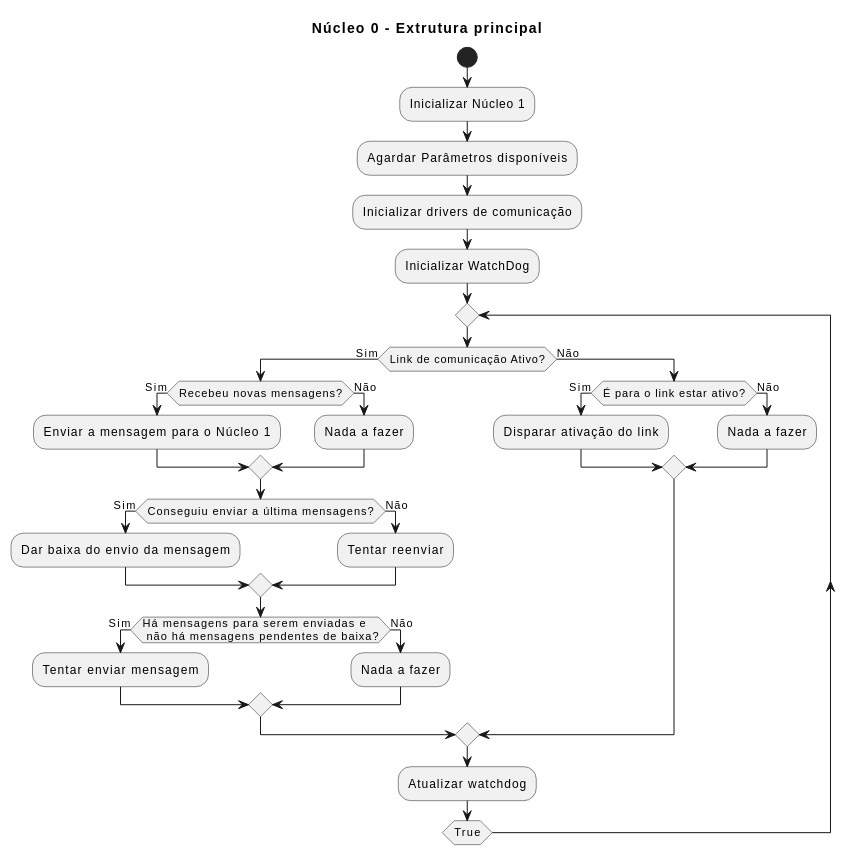 Núcleo 0 - Extrutura principal
Inicializar Núcleo 1
Agardar Parâmetros disponíveis
Inicializar drivers de comunicação
Inicializar WatchDog
Sim
Link de comunicação Ativo?
Não
Sim
Recebeu novas mensagens?
Não
Sim
É para o link estar ativo?
Não
Enviar a mensagem para o Núcleo 1
Nada a fazer
Disparar ativação do link
Nada a fazer
Sim
Conseguiu enviar a última mensagens?
Não
Dar baixa do envio da mensagem
Tentar reenviar
Sim
Há mensagens para serem enviadas e
não há mensagens pendentes de baixa?
Não
Tentar enviar mensagem
Nada a fazer
Atualizar watchdog
True